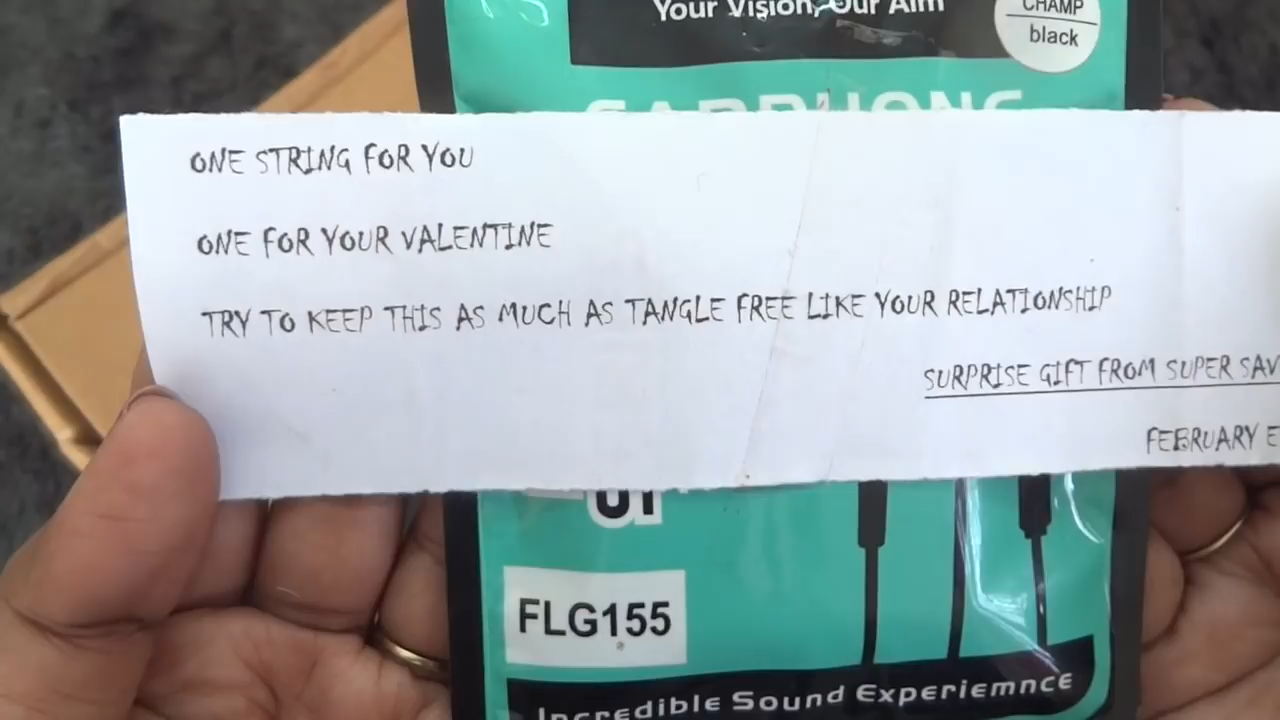 Your Vision, Our Aim
CHAMP
black
EARPHONE
ONE STRING FOR YOU
ONE FOR YOUR VALENTINE
TRY TO KEEP THIS AS MUCH AS TANGLE FREE LIKE YOUR RELATIONSHIP
SURPRISE GIFT FROM SUPER SAV
FEBRUARY E
FLG155
Incredible Sound Experiemnce